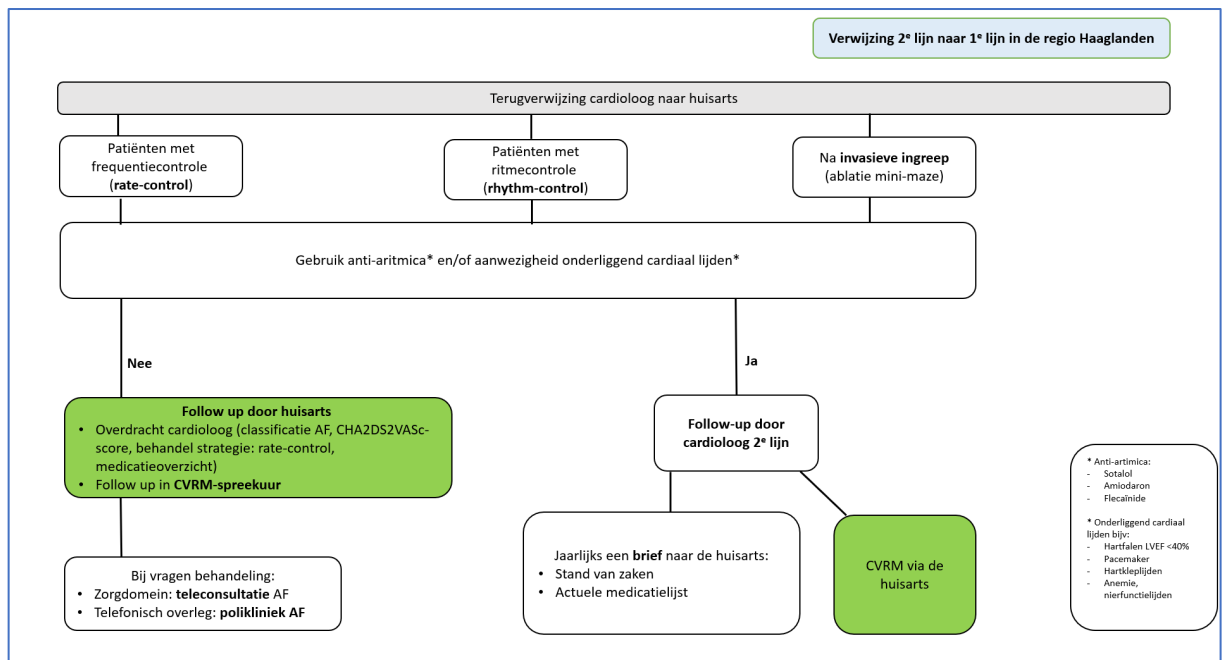 Verwijzing 2e lijn naar 1e lijn in de regio Haaglanden
Terugverwijzing cardioloog naar huisarts
Patiënten met
frequentiecontrole
(rate-control)
Patiënten met
ritmecontrole
(rhythm-control)
Na invasieve ingreep
(ablatie mini-maze)
Gebruik anti-aritmica* en/of aanwezigheid onderliggend cardiaal lijden*
Nee
Ja
Follow up door huisarts
• Overdracht cardioloog (classificatie AF, CHA2DS2VASc-
score, behandel strategie: rate-control,
medicatieoverzicht)
• Follow up in CVRM-spreekuur
Follow-up door
cardioloog 2e lijn
Bij vragen behandeling:
• Zorgdomein: teleconsultatie AF
• Telefonisch overleg: polikliniek AF
Jaarlijks een brief naar de huisarts:
• Stand van zaken
• Actuele medicatielijst
CVRM via de
huisarts
* Anti-artimica:
- Sotalol
- Amiodaron
- Flecaïnide
* Onderliggend cardiaal
lijden bijv:
- Hartfalen LVEF <40%
- Pacemaker
- Hartkleplijden
- Anemie,
nierfunctielijden